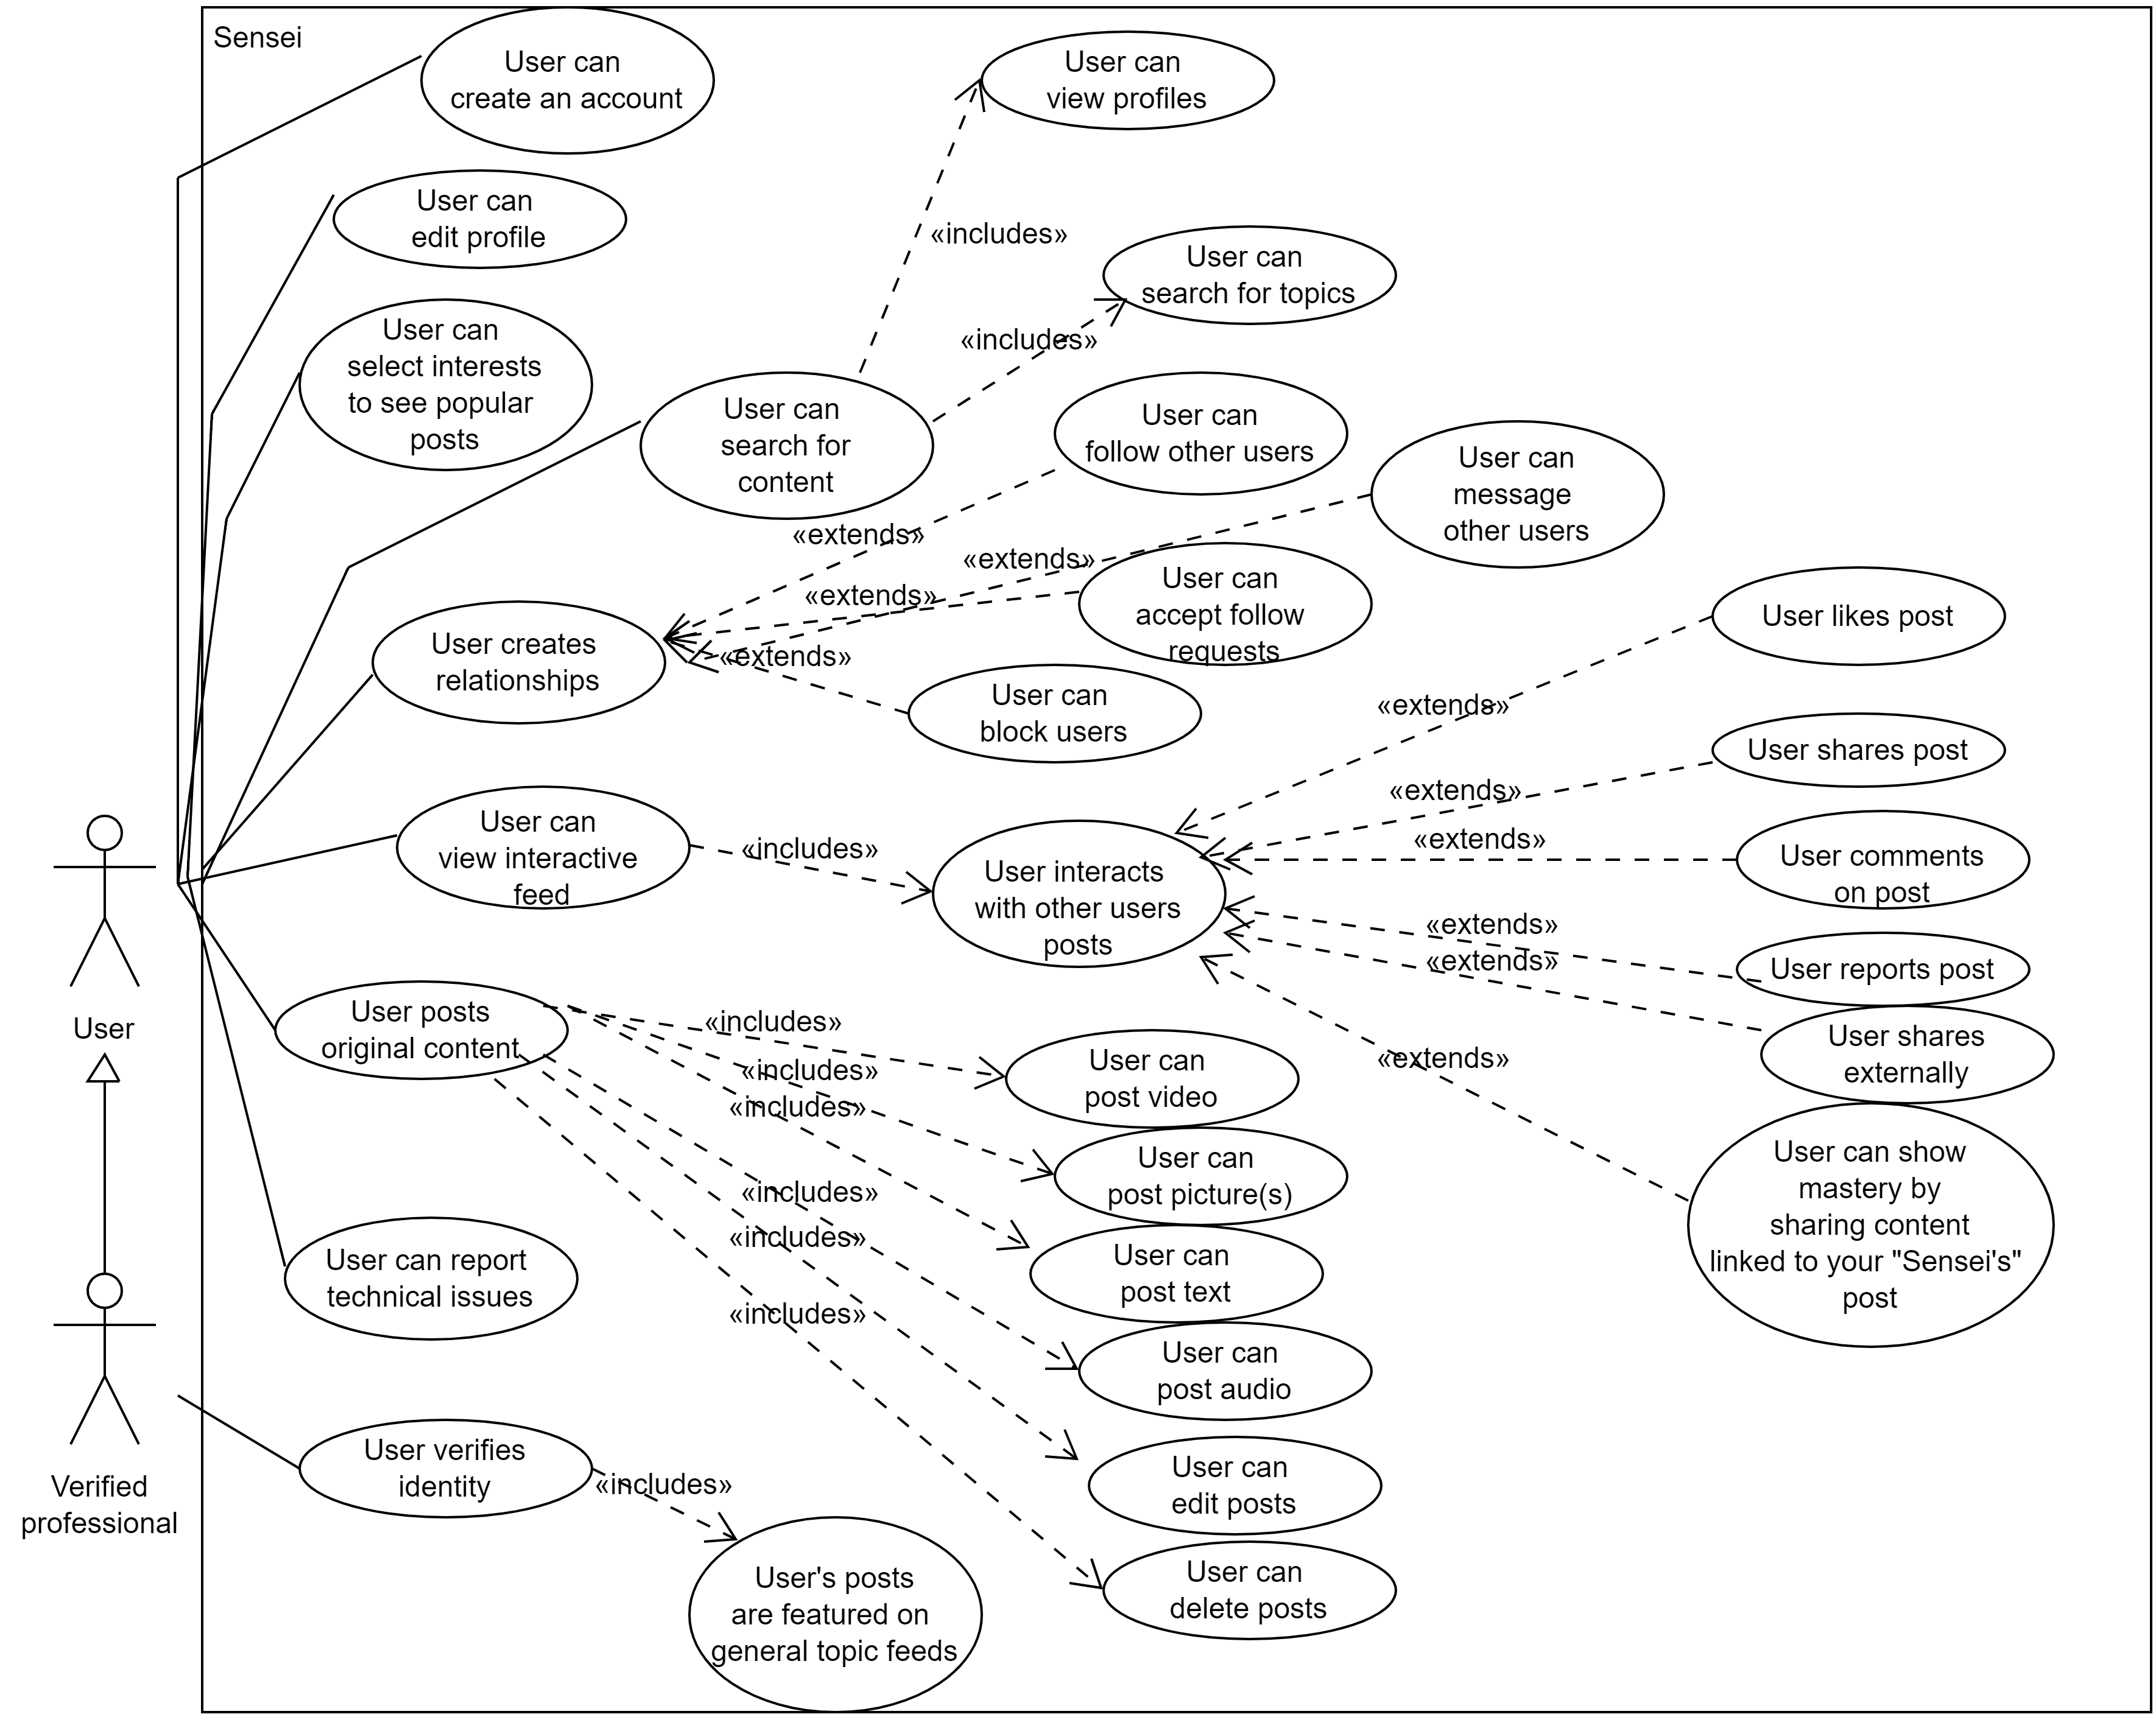 Sensei
User can
create an account
User can
view profiles
User can
edit profile
«includes»
User can
search for topics
User can
select interests
to see popular
posts
«includes»
User can
search for
content
User can
follow other users
User can
message
other users
«extends»
«extends»
User can
accept follow
requests
«extends»
User likes post
User creates
relationships
«extends»
User can
block users
«extends»
User shares post
«extends»
User can
view interactive
feed
«includes»
«extends»
User comments
on post
User interacts
with other users
posts
«extends»
«extends»
User reports post
User
User posts
original content
«includes»
User shares
externally
«extends»
«includes»
«includes»
User can
post video
User can
post picture(s)
User can show
mastery by
sharing content
linked to your "Sensei's"
post
«includes»
«includes»
User can
post text
User can report
technical issues
«includes»
User can
post audio
User verifies
identity
«includes»
User can
edit posts
Verified
professional
User's posts
are featured on
general topic feeds
User can
delete posts